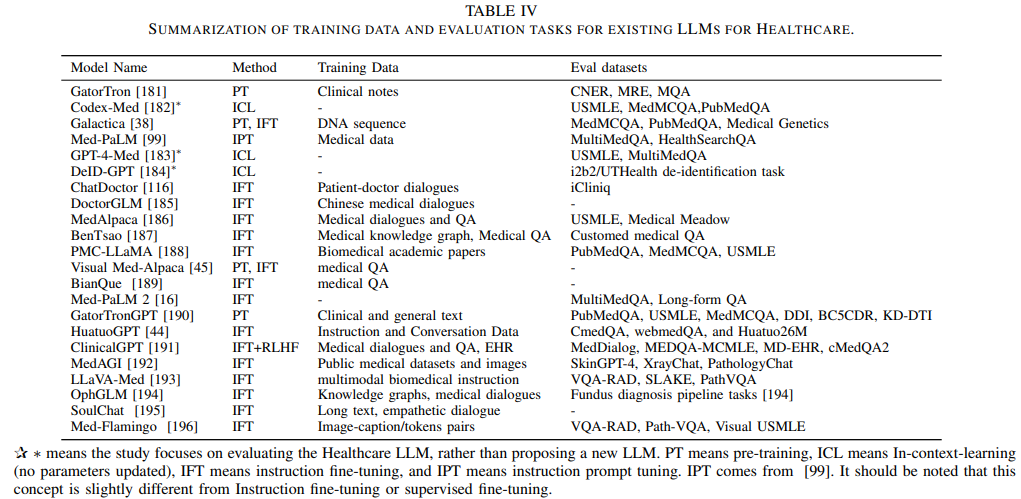 TABLE IV
SUMMARIZATION OF TRAINING DATA AND EVALUATION TASKS FOR EXISTING LLMS FOR HEALTHCARE.
Model Name Method Training Data Eval datasets
GatorTron [181] PT Clinical notes CNER, MRE, MQA
Codex-Med [182]* ICL - USMLE, MedMCQA,PubMedQA
Galactica [38] PT, IFT DNA sequence MedMCQA, PubMedQA, Medical Genetics
Med-PaLM [99] IPT Medical data MultiMedQA, HealthSearchQA
GPT-4-Med [183]* ICL - USMLE, MultiMedQA
DeID-GPT [184]* ICL - i2b2/UTHealth de-identification task
ChatDoctor [116] IFT Patient-doctor dialogues iCliniq
DoctorGLM [185] IFT Chinese medical dialogues -
MedAlpaca [186] IFT Medical dialogues and QA USMLE, Medical Meadow
BenTsao [187] IFT Medical knowledge graph, Medical QA Customed medical QA
PMC-LLaMA [188] IFT Biomedical academic papers PubMedQA, MedMCQA, USMLE
Visual Med-Alpaca [45] PT, IFT medical QA -
BianQue [189] IFT medical QA -
Med-PaLM 2 [16] IFT - MultiMedQA, Long-form QA
GatorTronGPT [190] PT Clinical and general text PubMedQA, USMLE, MedMCQA, DDI, BC5CDR, KD-DTI
HuatuoGPT [44] IFT Instruction and Conversation Data CmedQA, webmedQA, and Huatuo26M
ClinicalGPT [191] IFT+RLHF Medical dialogues and QA, EHR MedDialog, MEDQA-MCMLE, MD-EHR, cMedQA2
MedAGI [192] IFT Public medical datasets and images SkinGPT-4, XrayChat, PathologyChat
LLaVA-Med [193] IFT multimodal biomedical instruction VQA-RAD, SLAKE, PathVQA
OphGLM [194] IFT Knowledge graphs, medical dialogues Fundus diagnosis pipeline tasks [194]
SoulChat [195] IFT Long text, empathetic dialogue -
Med-Flamingo [196] IFT Image-caption/tokens pairs VQA-RAD, Path-VQA, Visual USMLE
✰ * means the study focuses on evaluating the Healthcare LLM, rather than proposing a new LLM. PT means pre-training, ICL means In-context-learning
(no parameters updated), IFT means instruction fine-tuning, and IPT means instruction prompt tuning. IPT comes from [99]. It should be noted that this
concept is slightly different from Instruction fine-tuning or supervised fine-tuning.